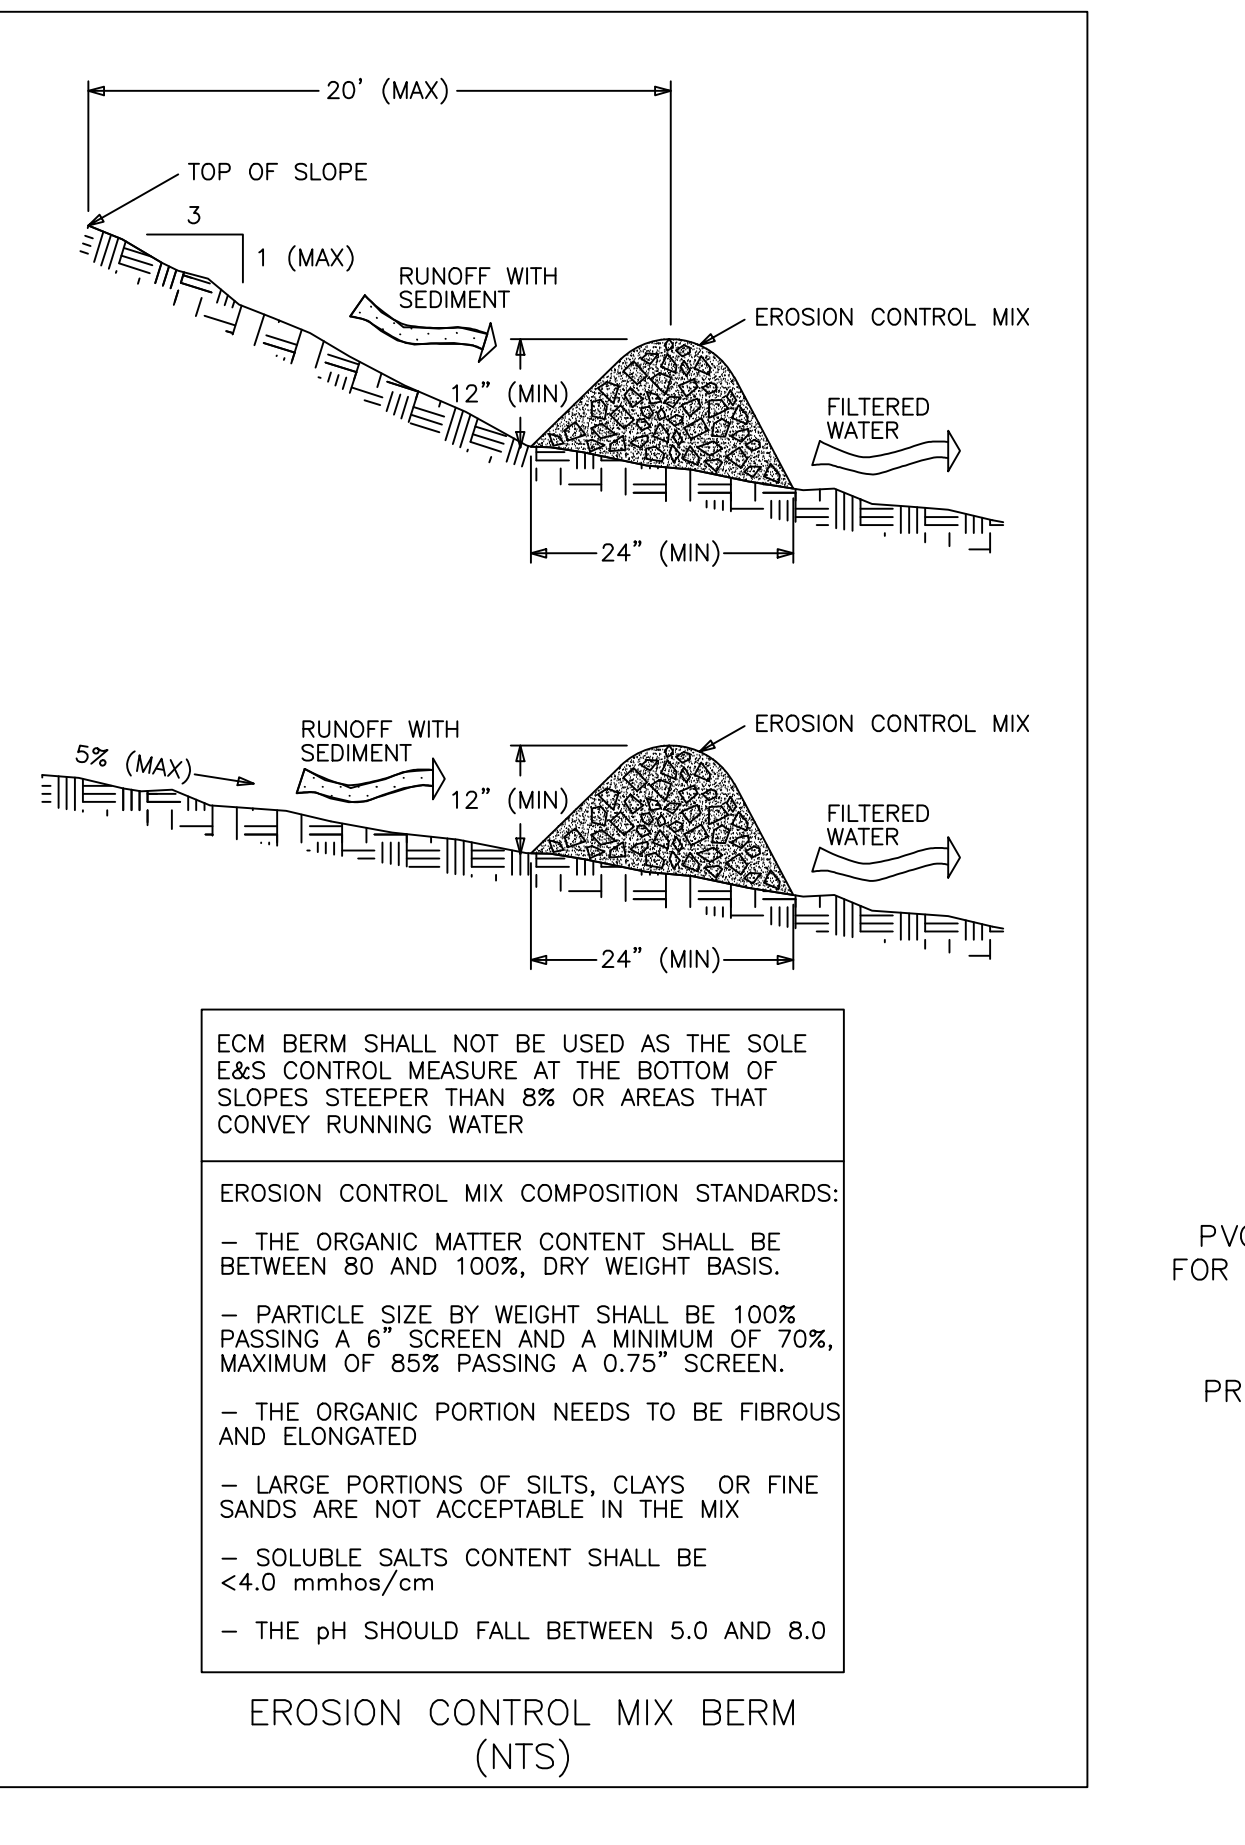 20' (MAX)
TOP OF SLOPE
3
1 (MAX)
RUNOFF WITH
SEDIMENT
EROSION CONTROL MIX
12" (MIN)
FILTERED
WATER
24" (MIN)
5% (MAX)
RUNOFF WITH
SEDIMENT
EROSION CONTROL MIX
12" (MIN)
FILTERED
WATER
24" (MIN)
ECM BERM SHALL NOT BE USED AS THE SOLE
E&S CONTROL MEASURE AT THE BOTTOM OF
SLOPES STEEPER THAN 8% OR AREAS THAT
CONVEY RUNNING WATER
EROSION CONTROL MIX COMPOSITION STANDARDS:
– THE ORGANIC MATTER CONTENT SHALL BE
BETWEEN 80 AND 100%, DRY WEIGHT BASIS.
– PARTICLE SIZE BY WEIGHT SHALL BE 100%
PASSING A 6" SCREEN AND A MINIMUM OF 70%,
MAXIMUM OF 85% PASSING A 0.75" SCREEN.
– THE ORGANIC PORTION NEEDS TO BE FIBROUS
AND ELONGATED
– LARGE PORTIONS OF SILTS, CLAYS OR FINE
SANDS ARE NOT ACCEPTABLE IN THE MIX
– SOLUBLE SALTS CONTENT SHALL BE
<4.0 mmhos/cm
– THE pH SHOULD FALL BETWEEN 5.0 AND 8.0
EROSION CONTROL MIX BERM
(NTS)
FOR